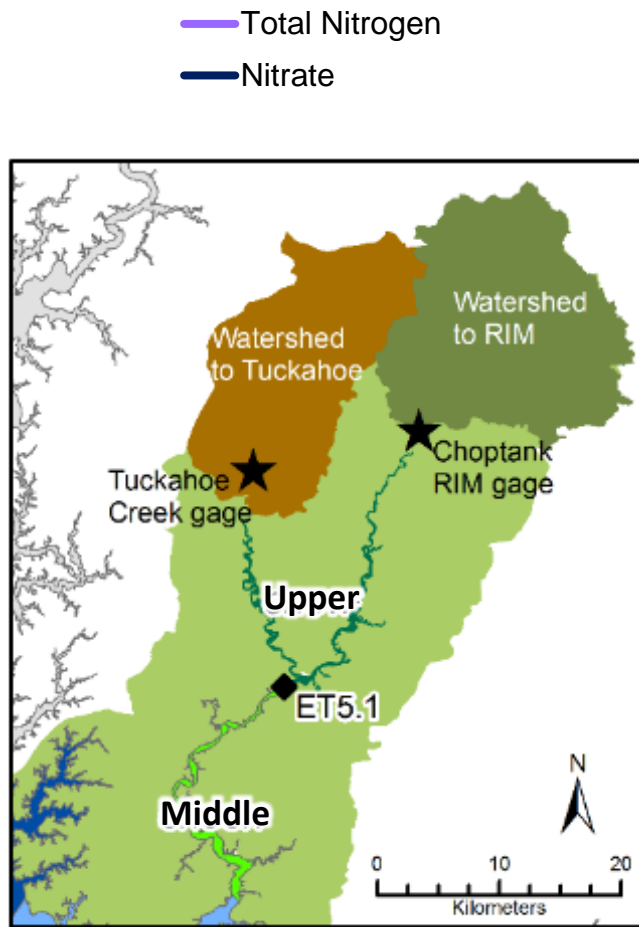 Total Nitrogen
Nitrate
Watershed
to RIM
Watershed
to Tuckahoe
Choptank
RIM gage
Tuckahoe
Creek gage
Upper
ET5.1
Middle
N
0 10 20
Kilometers